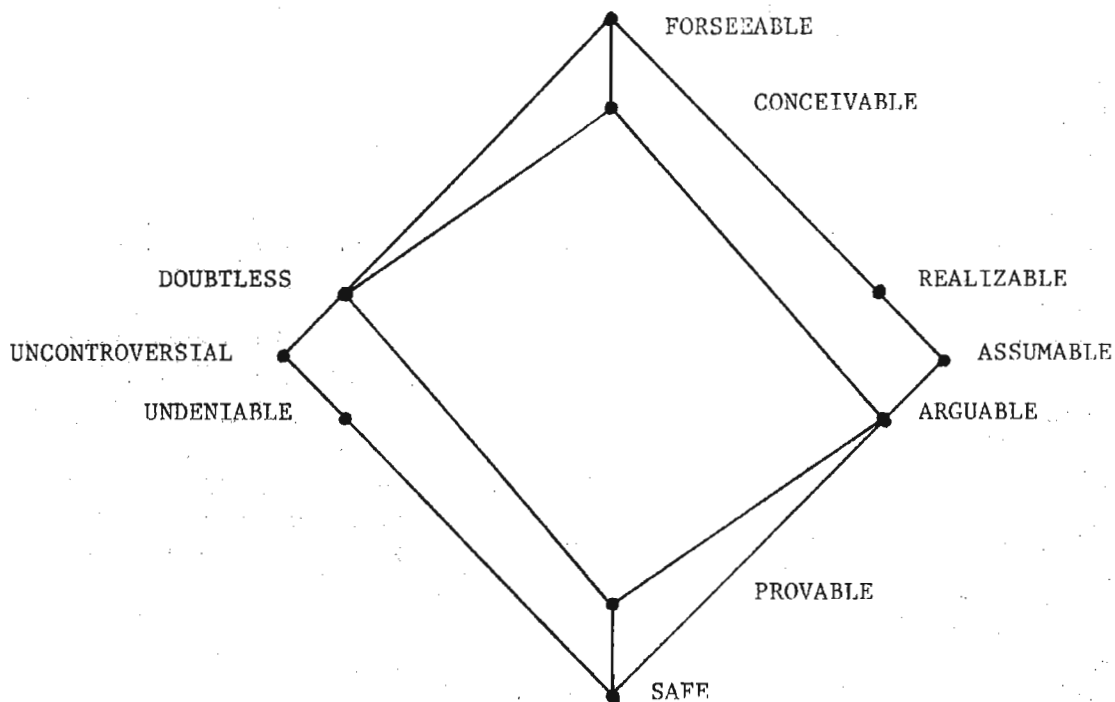 FORSEEABLE
CONCEIVABLE
DOUBTLESS
REALIZABLE
UNCONTROVERSIAL
ASSUMABLE
UNDENIABLE
ARGUABLE
PROVABLE
SAFE